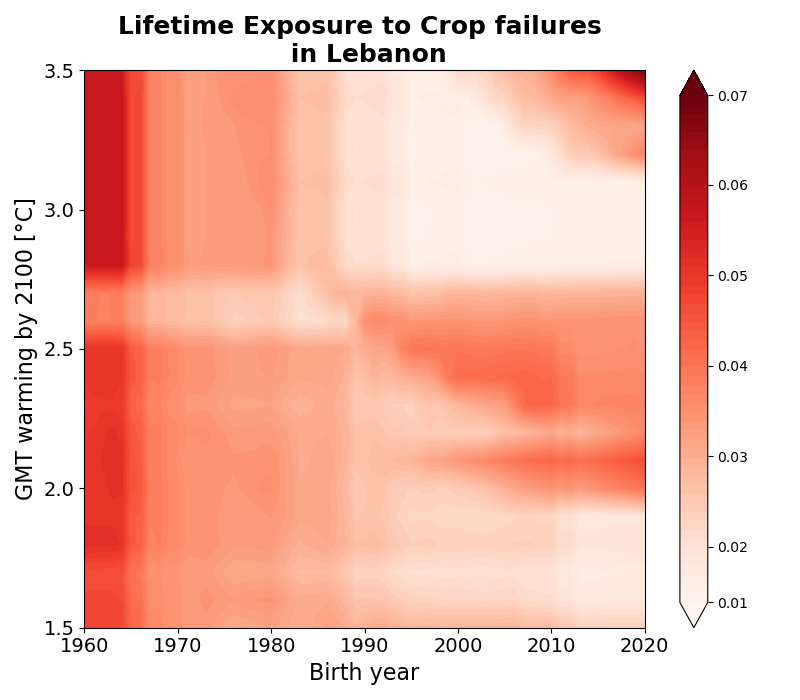 Lifetime Exposure to Crop failures
in Lebanon
GMT warming by 2100 [°C]
3.5
3.0
2.5
2.0
1.5
1960 1970 1980 1990 2000 2010 2020
Birth year
0.07
0.06
0.05
0.04
0.03
0.02
0.01